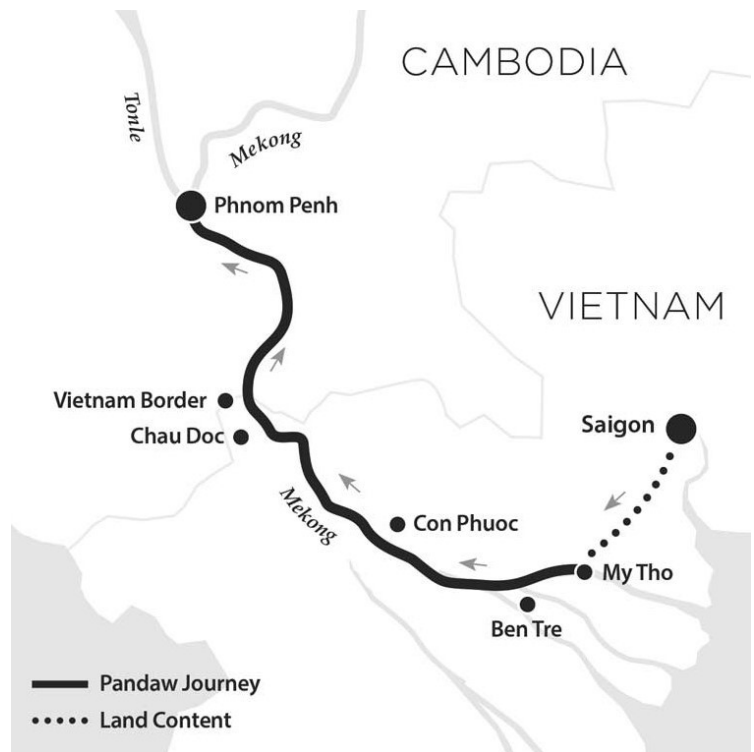 CAMBODIA
Tonle
Mekong
Phnom Penh
VIETNAM
Vietnam Border
Chau Doc
Saigon
Mekong
Con Phuoc
My Tho
Ben Tre
Pandaw Journey
Land Content